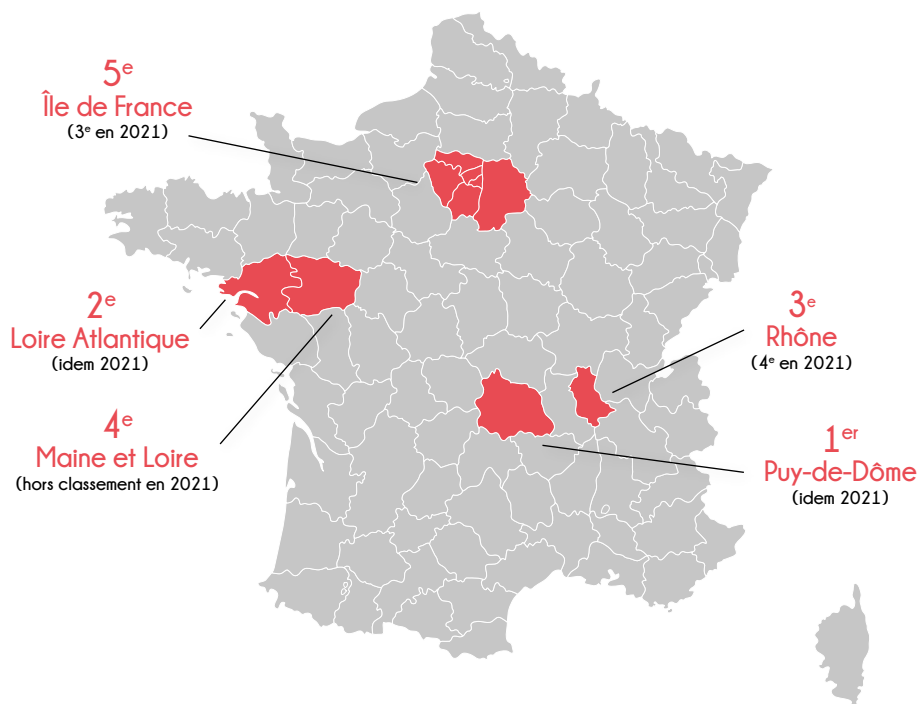 5e
Île de France
(3e en 2021)
2e
Loire Atlantique
(idem 2021)
4e
Maine et Loire
(hors classement en 2021)
3e
Rhône
(4e en 2021)
1er
Puy-de-Dôme
(idem 2021)